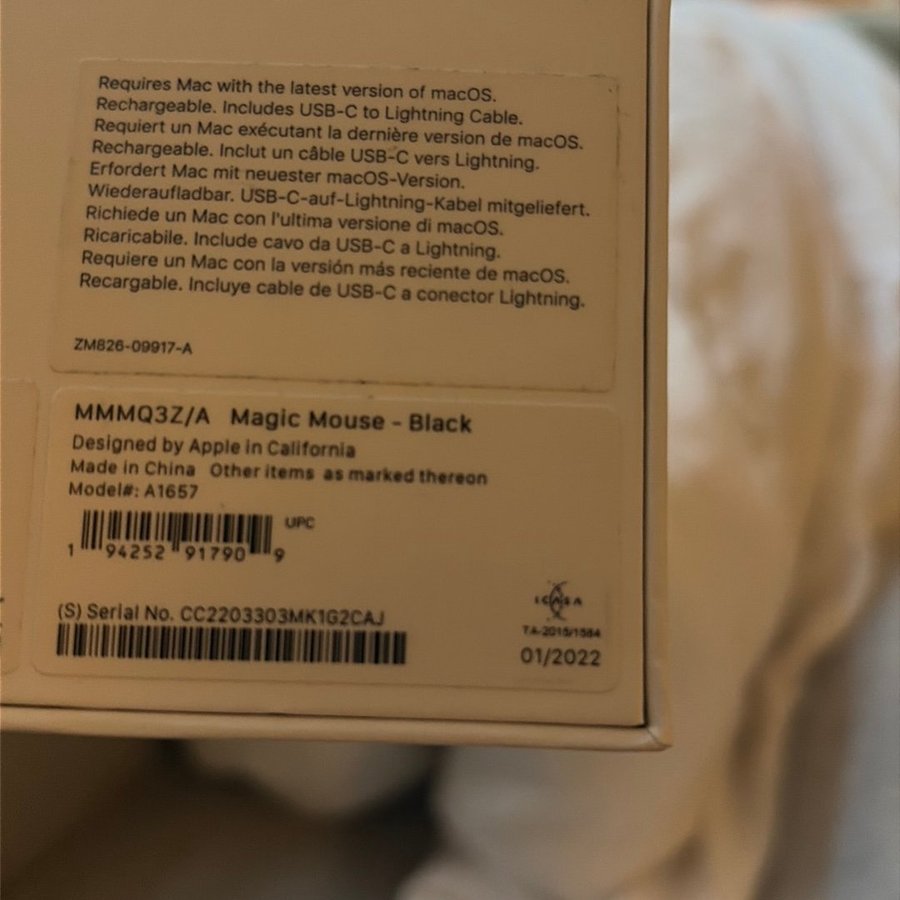 Requires Mac with the latest version of macOS.
Rechargeable. Includes USB-C to Lightning Cable.
Requiert un Mac exécutant la dernière version de macOS.
Rechargeable. Inclut un câble USB-C vers Lightning.
Erfordert Mac mit neuester macOS-Version.
Wiederaufladbar. USB-C-auf-Lightning-Kabel mitgeliefert.
Richiede un Mac con l'ultima versione di macOS.
Ricaricabile. Include cavo da USB-C a Lightning.
Requiere un Mac con la versión más reciente de macOS.
Recargable. Incluye cable de USB-C a conector Lightning.
ZM826-09917-A
MMMQ3Z/A Magic Mouse - Black
Designed by Apple in California
Made in China Other items as marked thereon
Model#: A1657
UPC
1 94252 91790 9
(S) Serial No. CC2203303MK1G2CAJ
ICASA
TA-2015/1584
01/2022